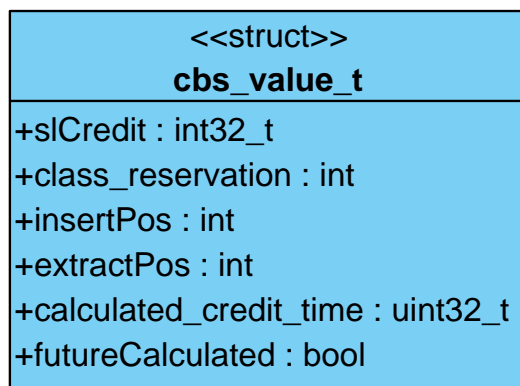 <<struct>>
cbs_value_t
+slCredit : int32_t
+class_reservation : int
+insertPos : int
+extractPos : int
+calculated_credit_time : uint32_t
+futureCalculated : bool